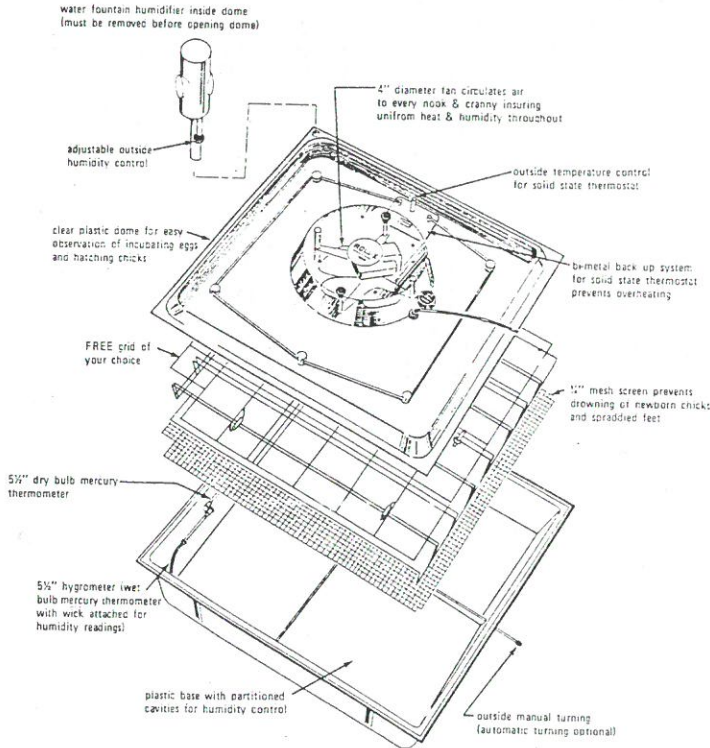 water fountain humidifier inside dome
(must be removed before opening dome)
4" diameter fan circulates air
to every nook & cranny insuring
unifrom heat & humidity throughout
adjustable outside
humidity control
outside temperature control
for solid state thermostat
clear plastic dome for easy
observation of incubating eggs
and hatching chicks
bi-metal back up system
for solid state thermostat
prevents overheating
FREE grid of
your choice
mesh screen prevents
drowning of newborn chicks
and spraddled feet
5½" dry bulb mercury
thermometer
5½" hygrometer (wet
bulb mercury thermometer
with wick attached for
humidity readings)
plastic base with partitioned
cavities for humidity control
outside manual turning
(automatic turning optional)